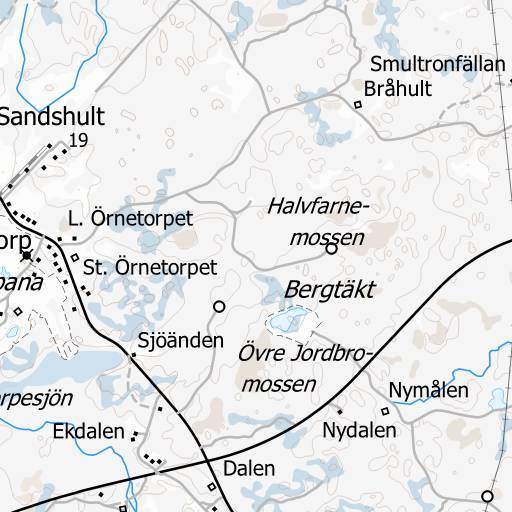 Smultronfällan
Bråhult
Sandshult
19
L. Örnetorpet
Halvfarne-
mossen
orp
St. Örnetorpet
bana
Bergtäkt
Sjöänden
Övre Jordbro-
mossen
rpesjön
Nymålen
Ekdalen
Nydalen
Dalen